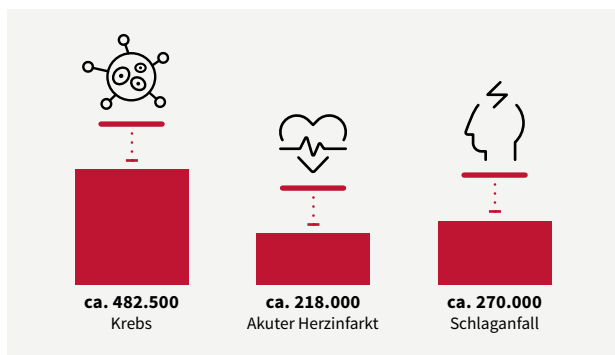 ca. 482.500
Krebs
ca. 218.000
Akuter Herzinfarkt
ca. 270.000
Schlaganfall